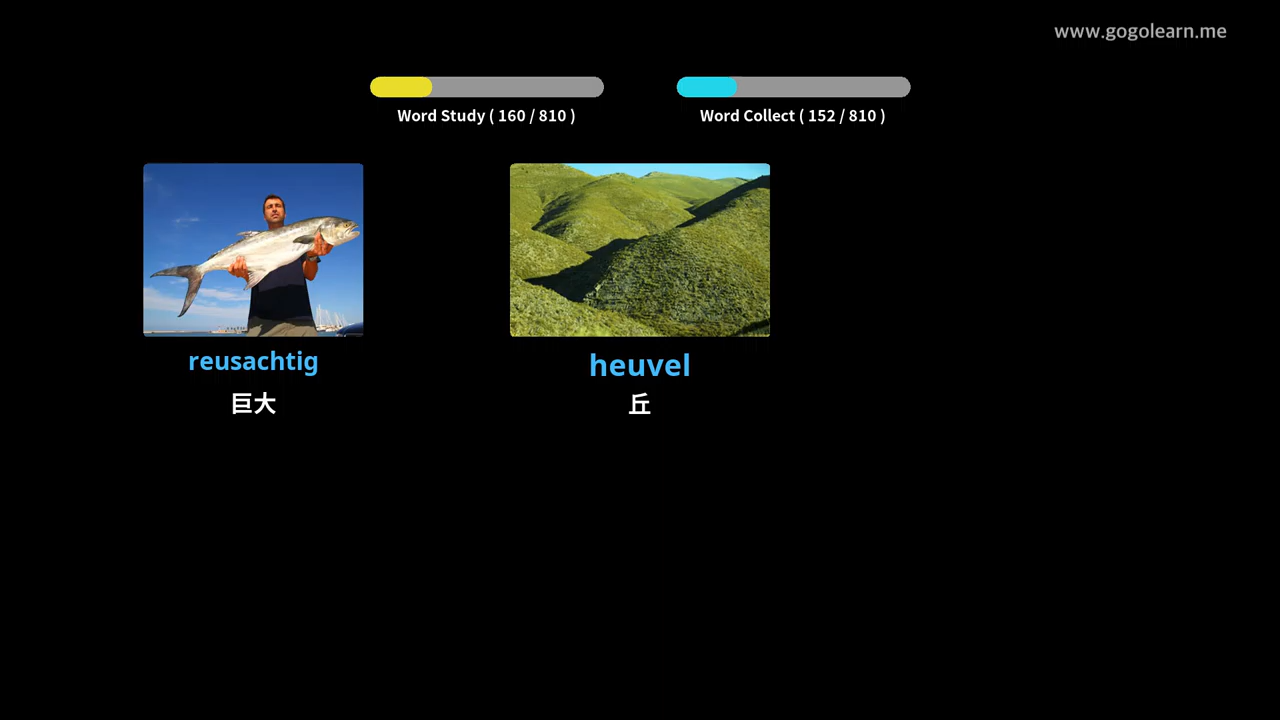 www.gogolearn.me
Word Study ( 160 / 810 )
Word Collect ( 152 / 810 )
reusachtig
巨大
heuvel
丘